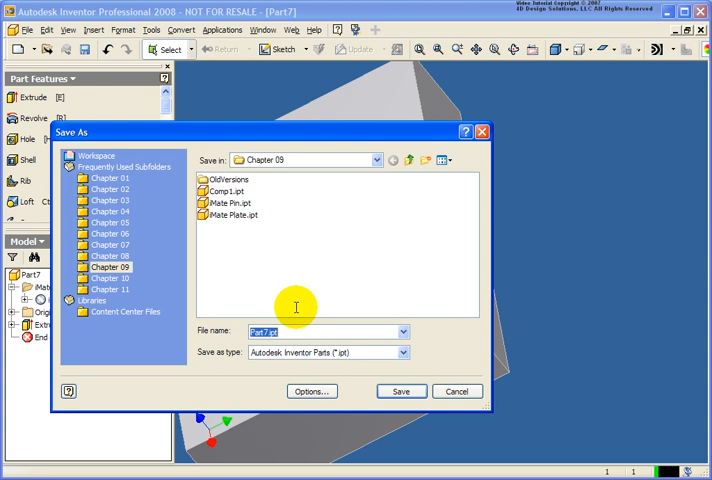 Autodesk Inventor Professional 2008 - NOT FOR RESALE - [Part7]
Video Tutorial Copyright © 2007
4D Design Solutions, LLC All Rights Reserved
File Edit View Insert Format Tools Convert Applications Window Web Help
Select Return Sketch Update
Part Features
Extrude [E]
Revolve
Hole
Shell
Rib
Loft
Model
Part7
End
Save As
Workspace
Frequently Used Subfolders
Chapter 01
Chapter 02
Chapter 03
Chapter 04
Chapter 05
Chapter 06
Chapter 07
Chapter 08
Chapter 09
Chapter 10
Chapter 11
Libraries
Content Center Files
Save in: Chapter 09
OldVersions
Comp1.ipt
iMate Pin.ipt
iMate Plate.ipt
File name: Part7.ipt
Save as type: Autodesk Inventor Parts (*.ipt)
Options... Save Cancel
1 1